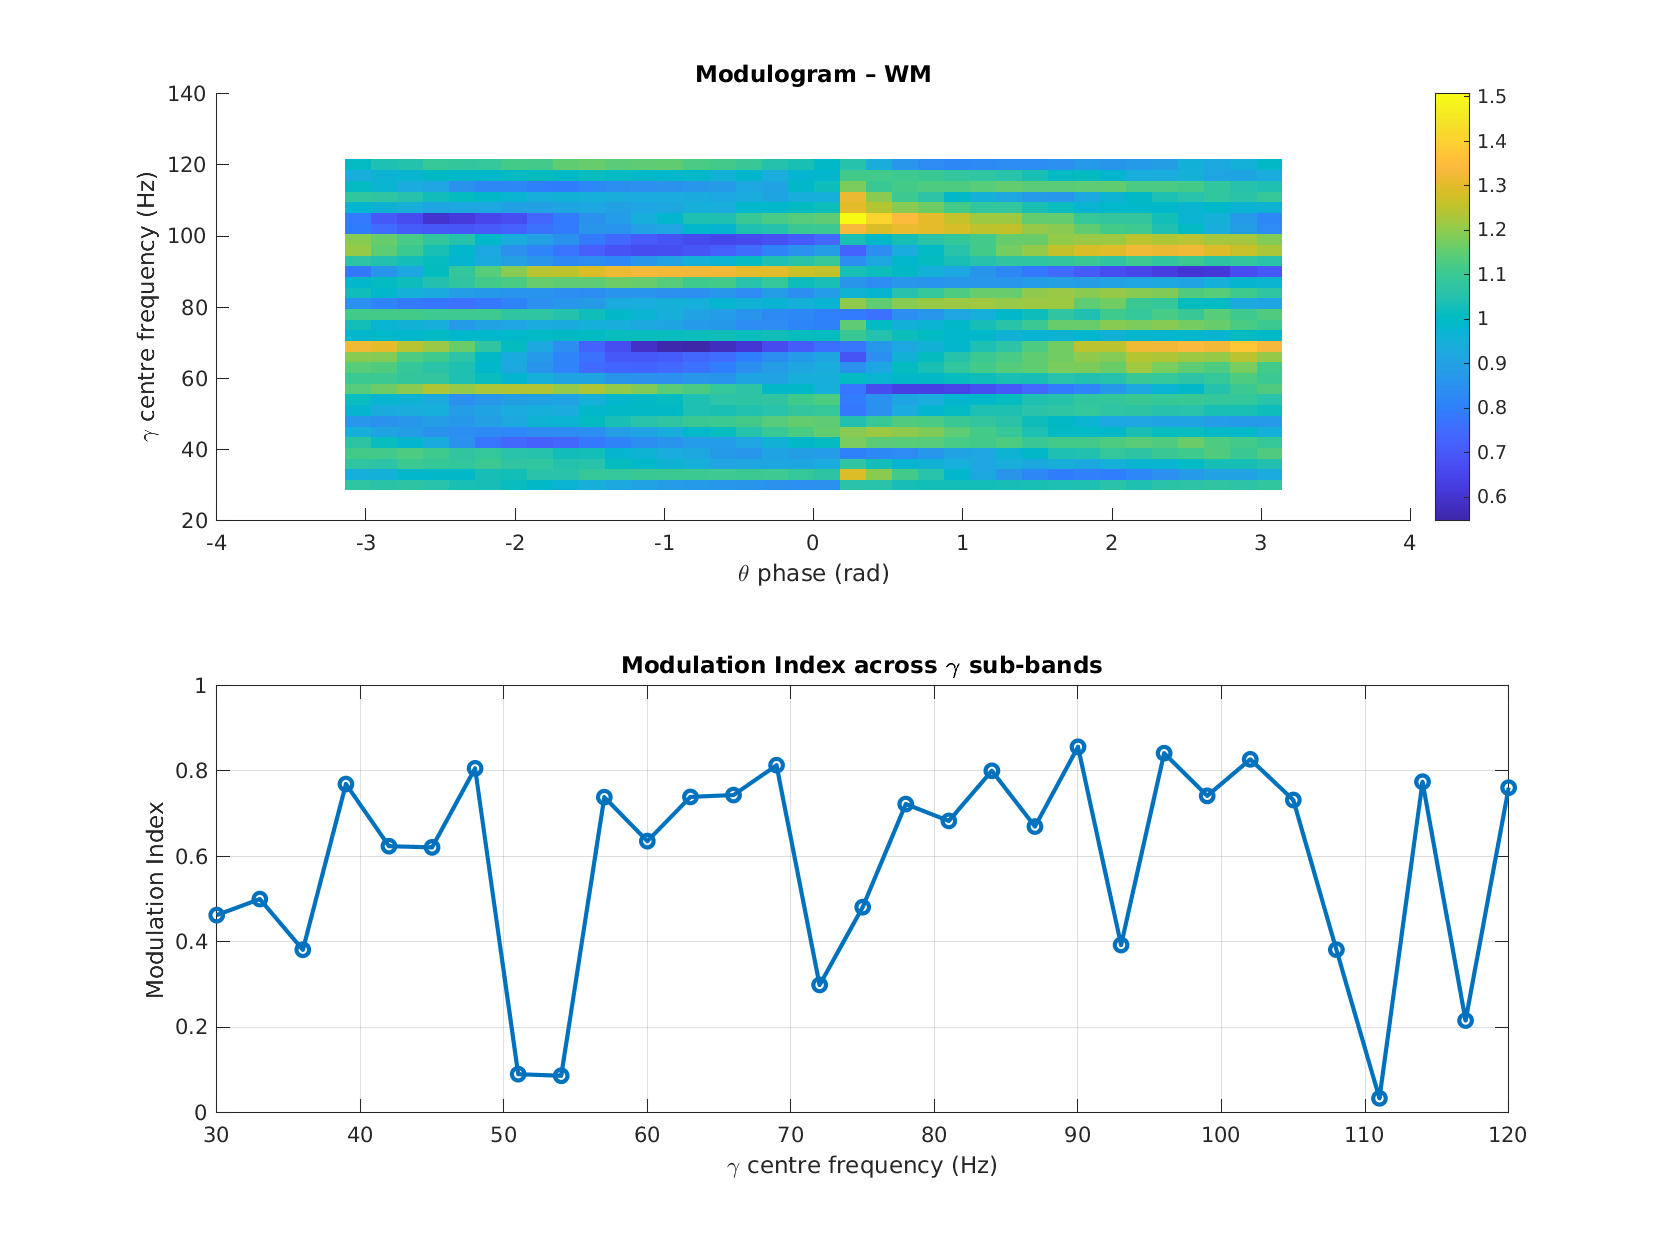 Modulogram – WM
140
120
100
80
60
40
20
γ centre frequency (Hz)
-4 -3 -2 -1 0 1 2 3 4
θ phase (rad)
1.5
1.4
1.3
1.2
1.1
1
0.9
0.8
0.7
0.6
Modulation Index across γ sub-bands
1
0.8
0.6
0.4
0.2
0
Modulation Index
30 40 50 60 70 80 90 100 110 120
γ centre frequency (Hz)